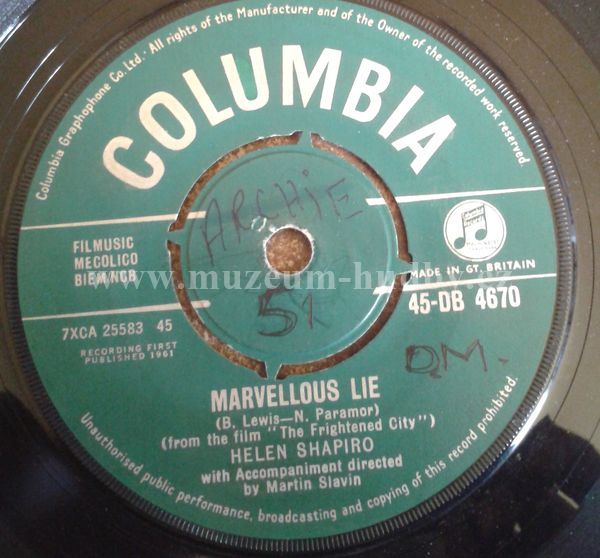 Columbia Graphophone Co. Ltd. All rights of the Manufacturer and of the Owner of the recorded work reserved.
COLUMBIA
ARCHIE
FILMUSIC
MECOLICO
BIEM/NCB
MADE IN GT. BRITAIN
www.muzeum-hudby.cz
7XCA 25583 45
51
45-DB 4670
RECORDING FIRST
PUBLISHED 1961
D.M.
MARVELLOUS LIE
(B. Lewis—N. Paramor)
(from the film "The Frightened City")
HELEN SHAPIRO
with Accompaniment directed
by Martin Slavin
Unauthorised public performance, broadcasting and copying of this record prohibited.